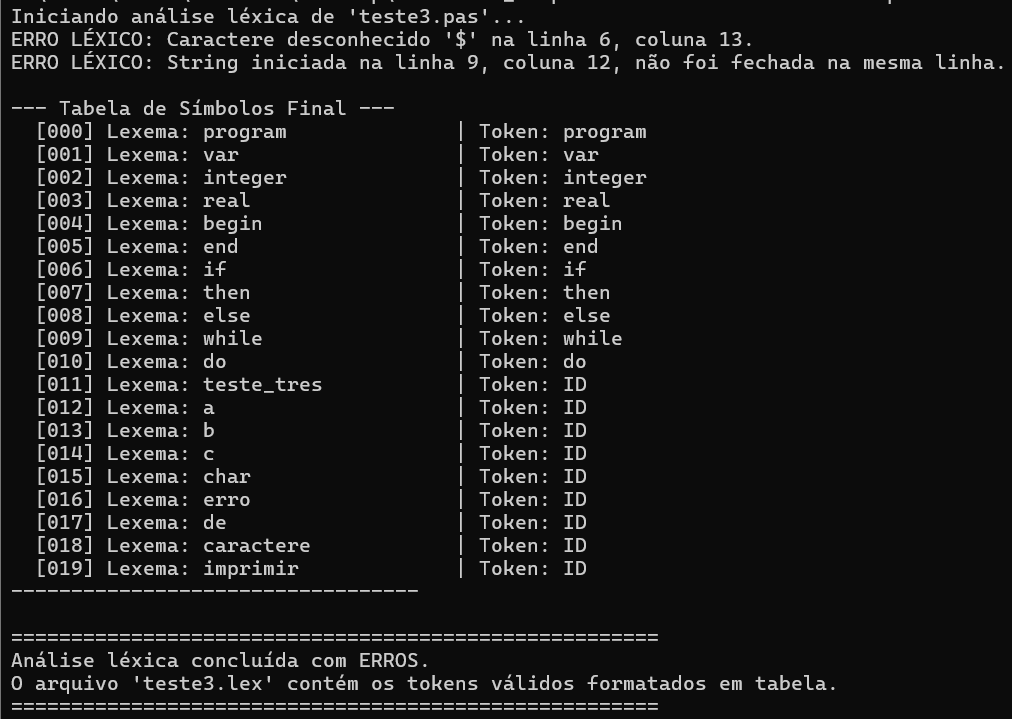 Iniciando análise léxica de 'teste3.pas'...
ERRO LÉXICO: Caractere desconhecido '$' na linha 6, coluna 13.
ERRO LÉXICO: String iniciada na linha 9, coluna 12, não foi fechada na mesma linha.
--- Tabela de Símbolos Final ---
[000] Lexema: program | Token: program
[001] Lexema: var | Token: var
[002] Lexema: integer | Token: integer
[003] Lexema: real | Token: real
[004] Lexema: begin | Token: begin
[005] Lexema: end | Token: end
[006] Lexema: if | Token: if
[007] Lexema: then | Token: then
[008] Lexema: else | Token: else
[009] Lexema: while | Token: while
[010] Lexema: do | Token: do
[011] Lexema: teste_tres | Token: ID
[012] Lexema: a | Token: ID
[013] Lexema: b | Token: ID
[014] Lexema: c | Token: ID
[015] Lexema: char | Token: ID
[016] Lexema: erro | Token: ID
[017] Lexema: de | Token: ID
[018] Lexema: caractere | Token: ID
[019] Lexema: imprimir | Token: ID
----------------------------------
======================================================
Análise léxica concluída com ERROS.
O arquivo 'teste3.lex' contém os tokens válidos formatados em tabela.
======================================================